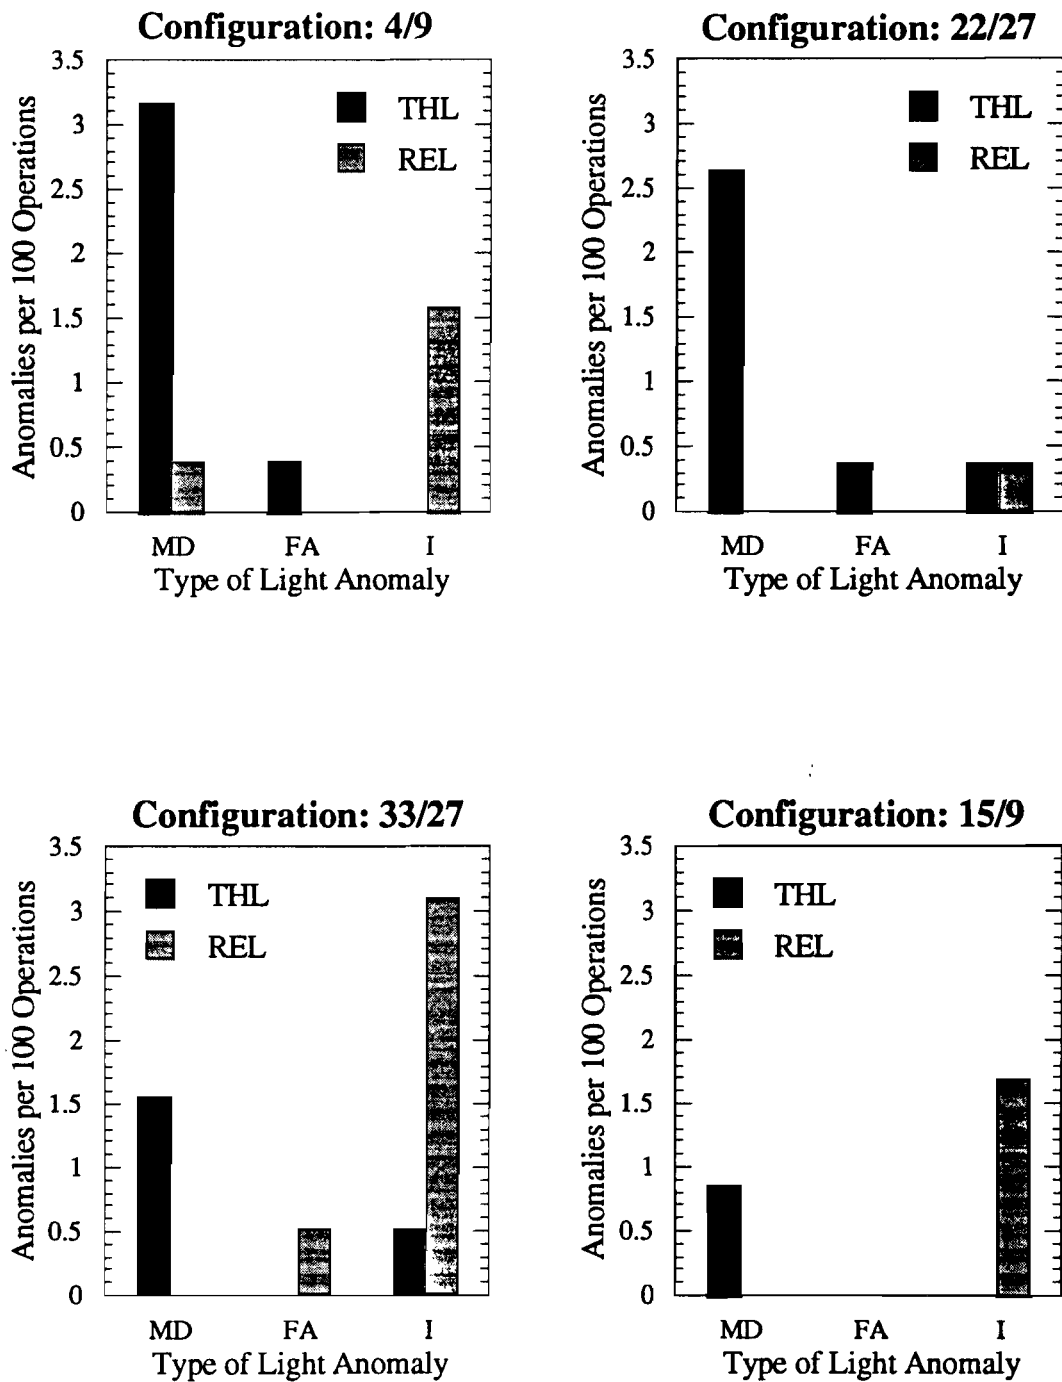 Configuration: 4/9
3.5
3
2.5
2
1.5
1
0.5
0
Anomalies per 100 Operations
THL
REL
MD FA I
Type of Light Anomaly
Configuration: 22/27
3.5
3
2.5
2
1.5
1
0.5
0
Anomalies per 100 Operations
THL
REL
MD FA I
Type of Light Anomaly
Configuration: 33/27
3.5
3
2.5
2
1.5
1
0.5
0
Anomalies per 100 Operations
THL
REL
MD FA I
Type of Light Anomaly
Configuration: 15/9
3.5
3
2.5
2
1.5
1
0.5
0
Anomalies per 100 Operations
THL
REL
MD FA I
Type of Light Anomaly